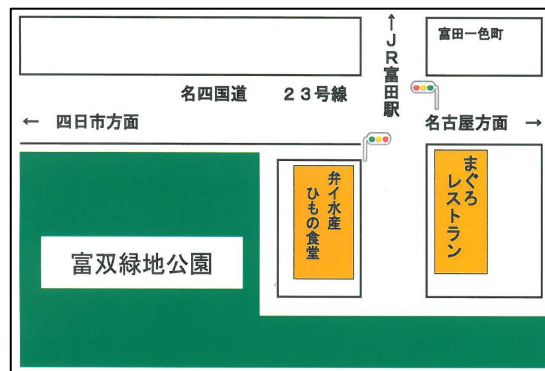 ↑JR富田駅
富田一色町
名四国道 23号線
← 四日市方面
名古屋方面 →
弁イ水産
ひもの食堂
まぐろ
レストラン
富双緑地公園